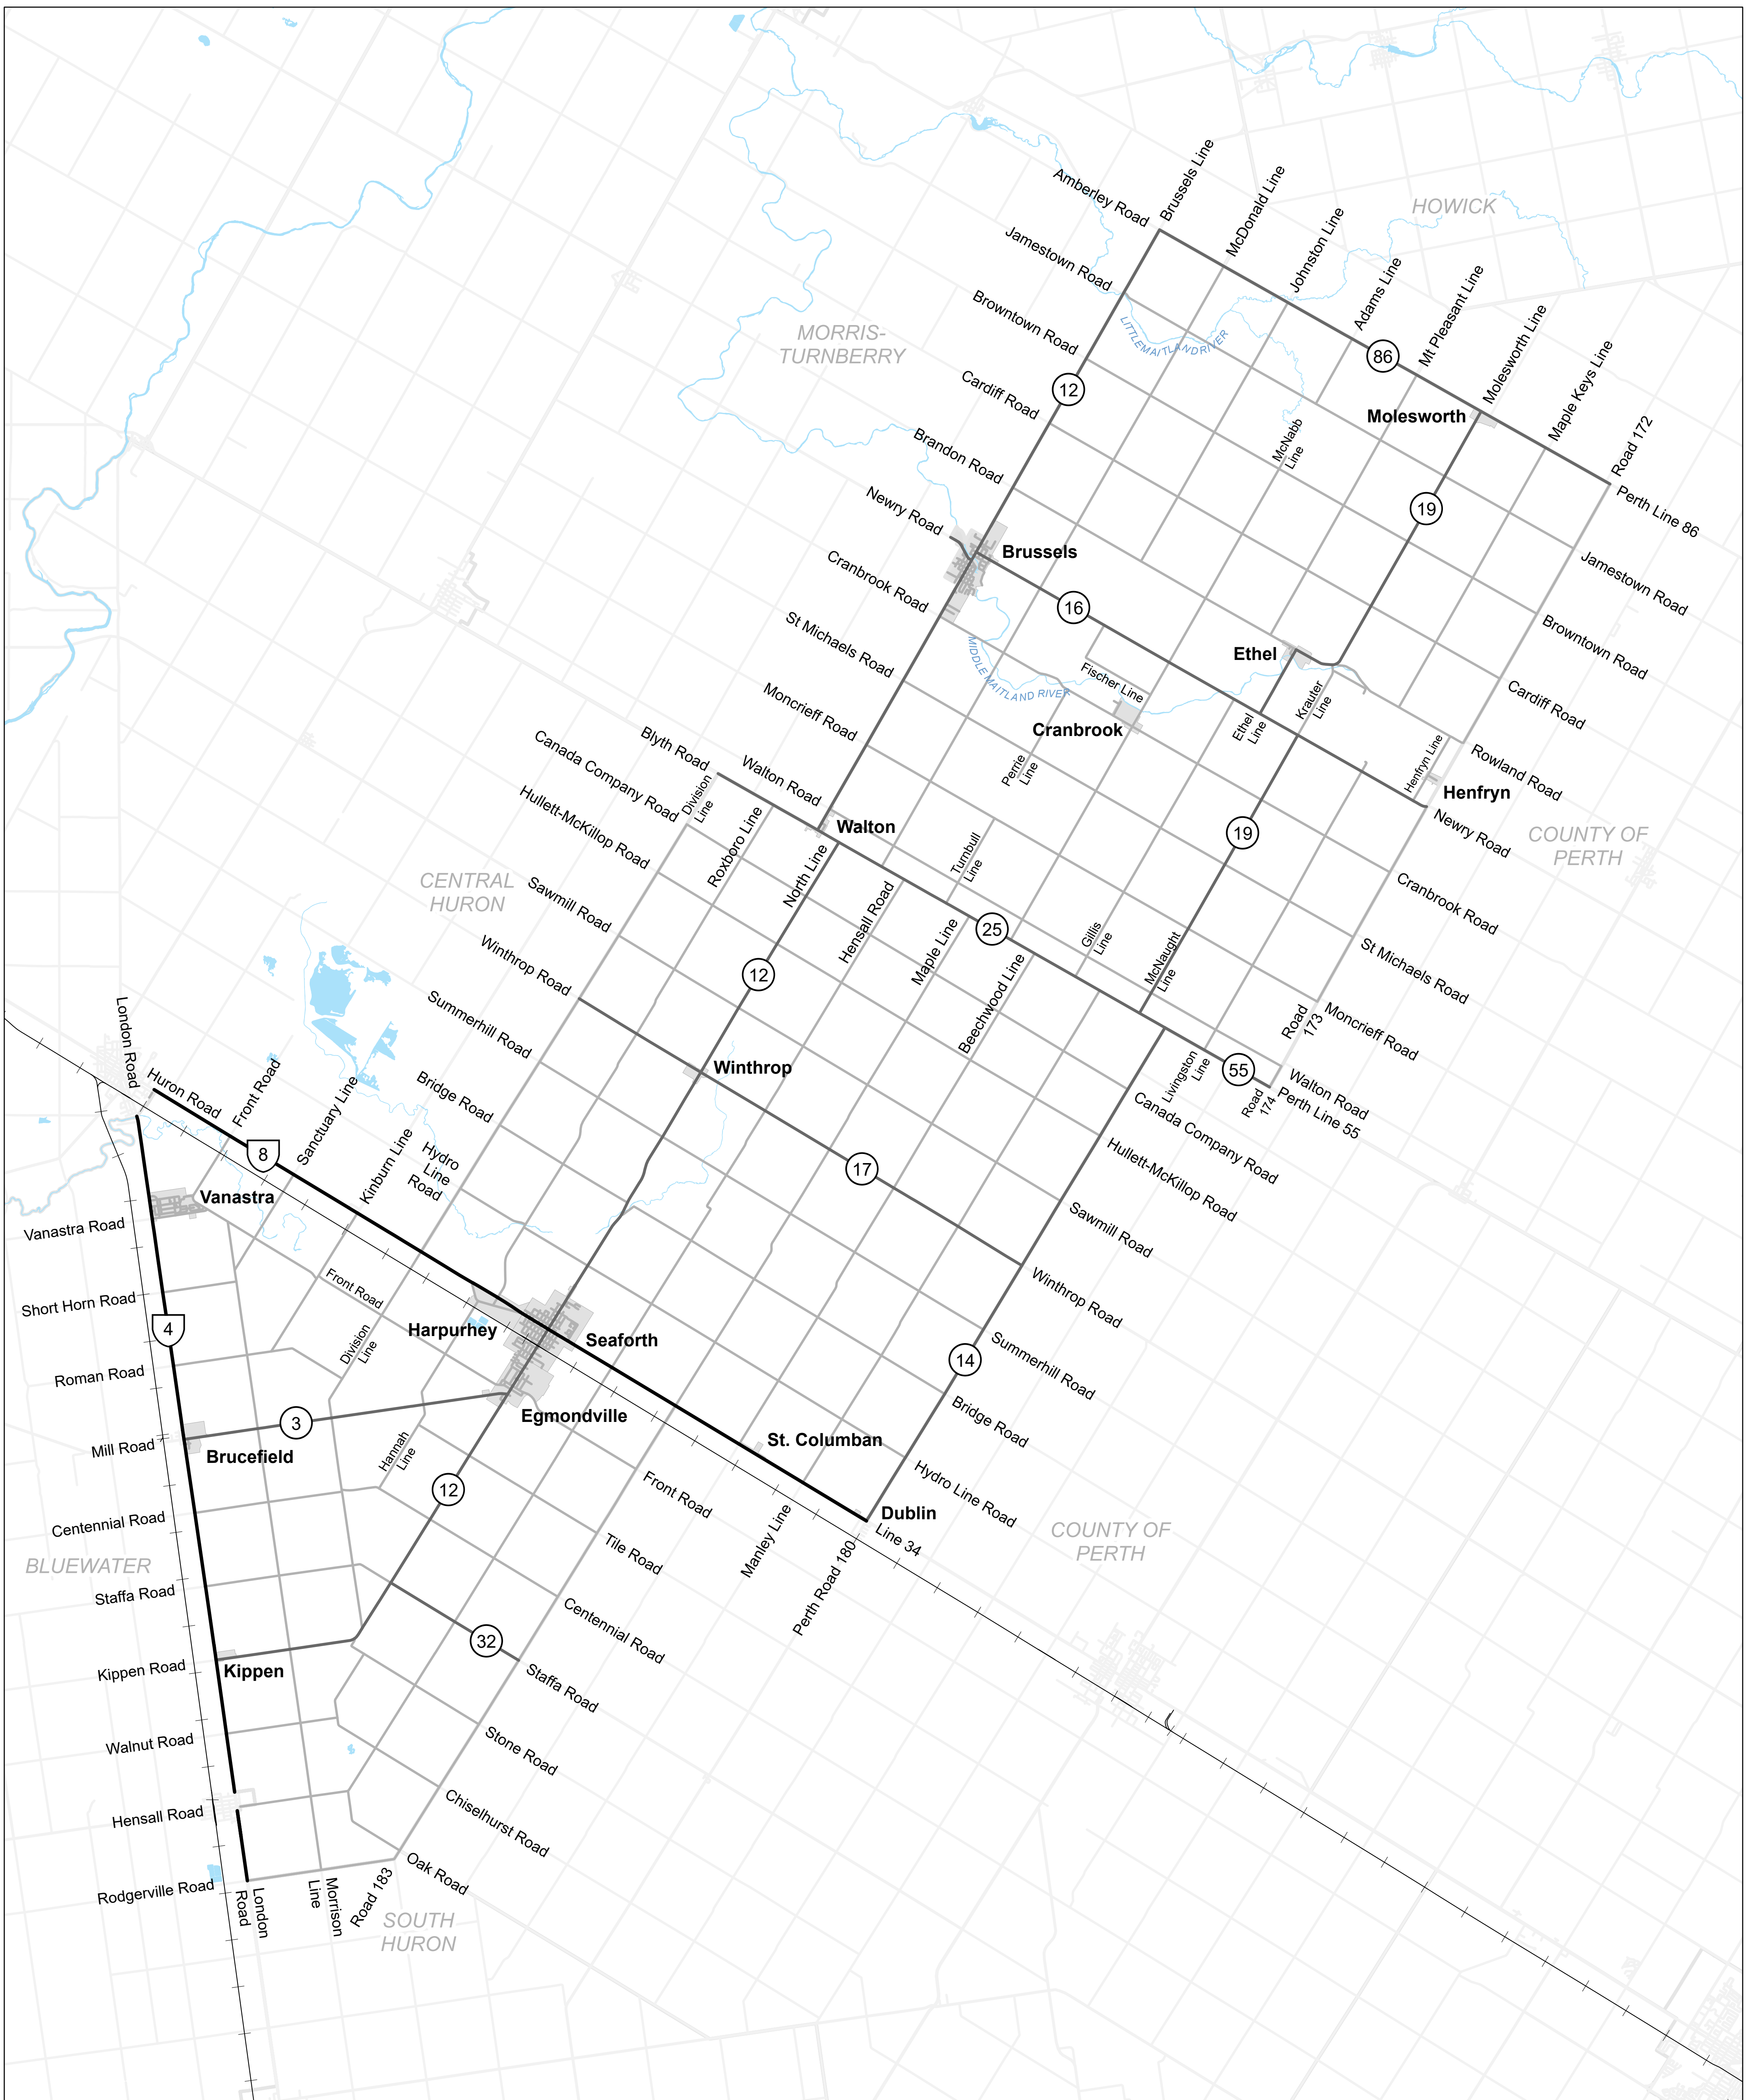 Brussels Line
McDonald Line
Johnston Line
Adams Line
Mt Pleasant Line
Molesworth Line
Maple Keys Line
Road 172
HOWICK
Amberley Road
Jamestown Road
Browntown Road
Cardiff Road
Brandon Road
Newry Road
Cranbrook Road
St Michaels Road
Moncrieff Road
MORRIS-
TURNBERRY
LITTLE MAITLAND RIVER
86
12
Molesworth
McNabb
Line
19
Perth Line 86
Jamestown Road
Browntown Road
Cardiff Road
Rowland Road
Brussels
16
Ethel
MIDDLE MAITLAND RIVER
Fischer Line
Cranbrook
Perrie
Line
Ethel
Line
Krauter
Line
Henfryn Line
Henfryn
Newry Road
COUNTY OF
PERTH
Cranbrook Road
St Michaels Road
Moncrieff Road
19
Blyth Road
Walton Road
Division
Line
Canada Company Road
Hullett-McKillop Road
Sawmill Road
Winthrop Road
Summerhill Road
Bridge Road
Hydro
Line
Road
Roxboro Line
Walton
North Line
Turnbull
Line
Hensall Road
Maple Line
25
Beechwood Line
Gillis
Line
McNaught
Line
Road
173
Livingston
Line
55
Road
174
Walton Road
Perth Line 55
CENTRAL
HURON
12
Winthrop
17
Canada Company Road
Hullett-McKillop Road
Sawmill Road
Winthrop Road
Summerhill Road
Bridge Road
Hydro Line Road
14
London Road
Huron Road
Front Road
Sanctuary Line
Kinburn Line
8
Vanastra
Vanastra Road
Short Horn Road
4
Roman Road
Mill Road
Centennial Road
BLUEWATER
Staffa Road
Kippen Road
Walnut Road
Hensall Road
Rodgerville Road
Front Road
Division
Line
Harpurhey
Seaforth
3
Egmondville
Brucefield
Hannah
Line
12
St. Columban
Dublin
Line 34
Manley Line
Perth Road 180
COUNTY OF
PERTH
Front Road
Tile Road
Centennial Road
32
Staffa Road
Kippen
Stone Road
Chiselhurst Road
Oak Road
London
Road
Morrison
Line
Road 183
SOUTH
HURON